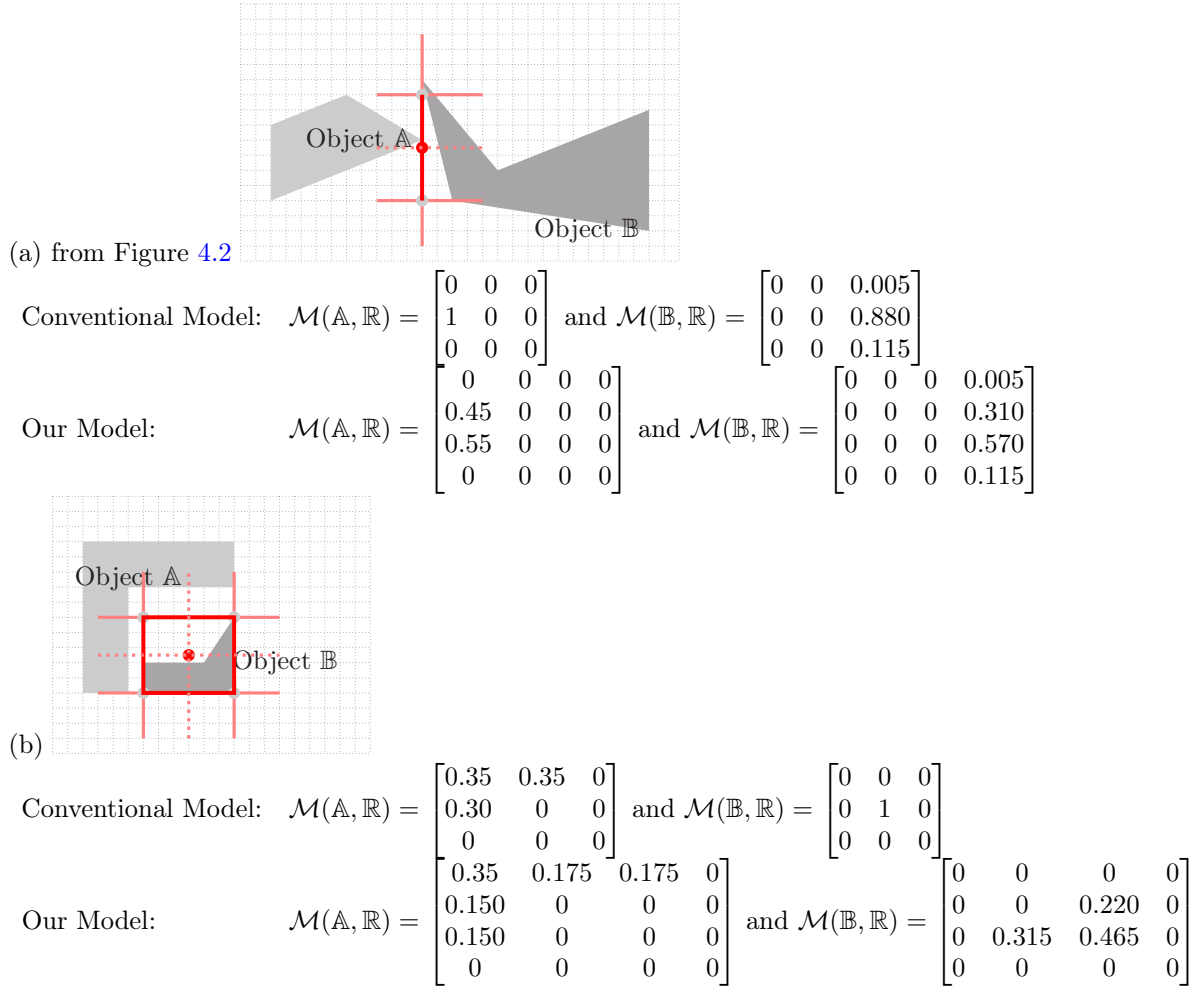 Object 𝔸
Object 𝔹
(a) from Figure 4.2
Conventional Model: ℳ(𝔸, ℝ) = [0 0 0; 1 0 0; 0 0 0] and ℳ(𝔹, ℝ) = [0 0 0.005; 0 0 0.880; 0 0 0.115]
Our Model: ℳ(𝔸, ℝ) = [0 0 0 0; 0.45 0 0 0; 0.55 0 0 0; 0 0 0 0] and ℳ(𝔹, ℝ) = [0 0 0 0.005; 0 0 0 0.310; 0 0 0 0.570; 0 0 0 0.115]
Object 𝔸
Object 𝔹
(b)
Conventional Model: ℳ(𝔸, ℝ) = [0.35 0.35 0; 0.30 0 0; 0 0 0] and ℳ(𝔹, ℝ) = [0 0 0; 0 1 0; 0 0 0]
Our Model: ℳ(𝔸, ℝ) = [0.35 0.175 0.175 0; 0.150 0 0 0; 0.150 0 0 0; 0 0 0 0] and ℳ(𝔹, ℝ) = [0 0 0 0; 0 0 0.220 0; 0 0.315 0.465 0; 0 0 0 0]